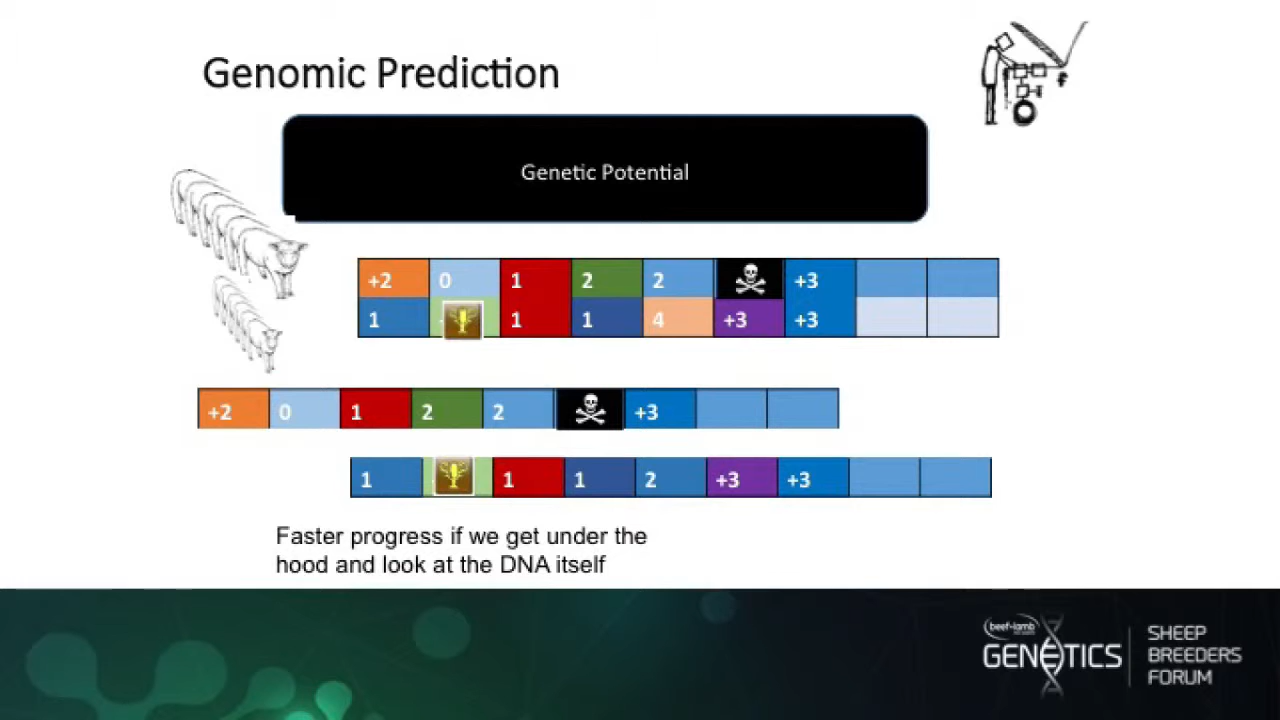 Genomic Prediction
Genetic Potential
+2 0 1 2 2 +3
1 1 1 4 +3 +3
+2 0 1 2 2 +3
1 1 1 2 +3 +3
Faster progress if we get under the
hood and look at the DNA itself
beef+lamb
GENETICS
SHEEP
BREEDERS
FORUM